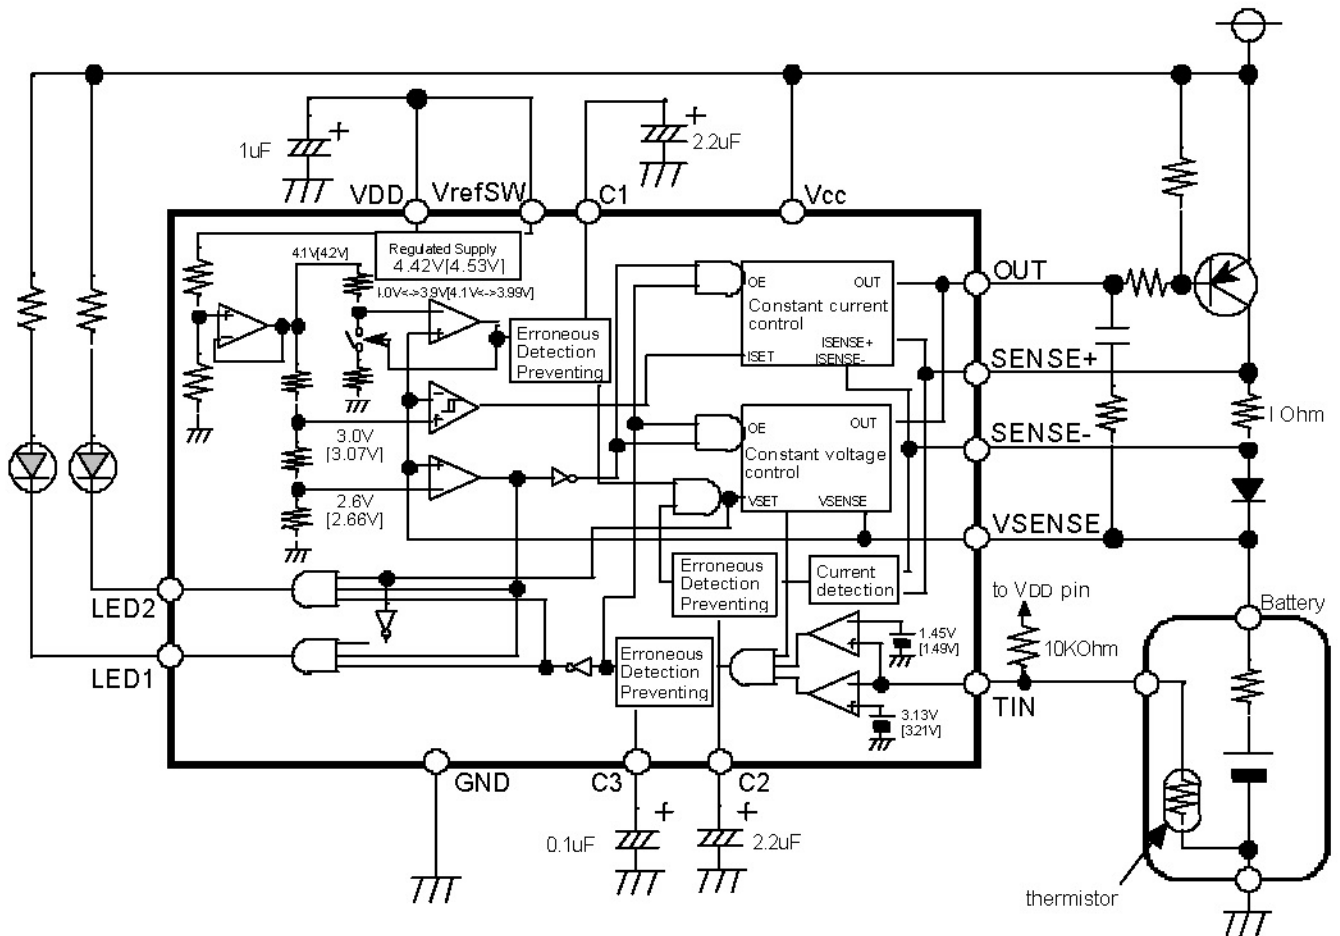 +
+
1uF
2.2uF
VDD
VrefSW
C1
Vcc
4.1V[4.2V]
Regulated Supply
4.42V[4.53V]
OE
OUT
OUT
.0V<->3.9V[4.1V<->3.99V]
Constant current
control
Erroneous
Detection
Preventing
ISENSE+
ISENSE-
ISET
SENSE+
1 Ohm
3.0V
[3.07V]
OE
OUT
SENSE-
Constant voltage
control
2.6V
[2.66V]
VSET
VSENSE
VSENSE
Erroneous
Detection
Preventing
Current
detection
to VDD pin
Battery
LED2
1.45V
[1.49V]
10KOhm
Erroneous
Detection
Preventing
LED1
TIN
3.13V
[3.21V]
GND
C3
C2
+
+
0.1uF
2.2uF
thermistor